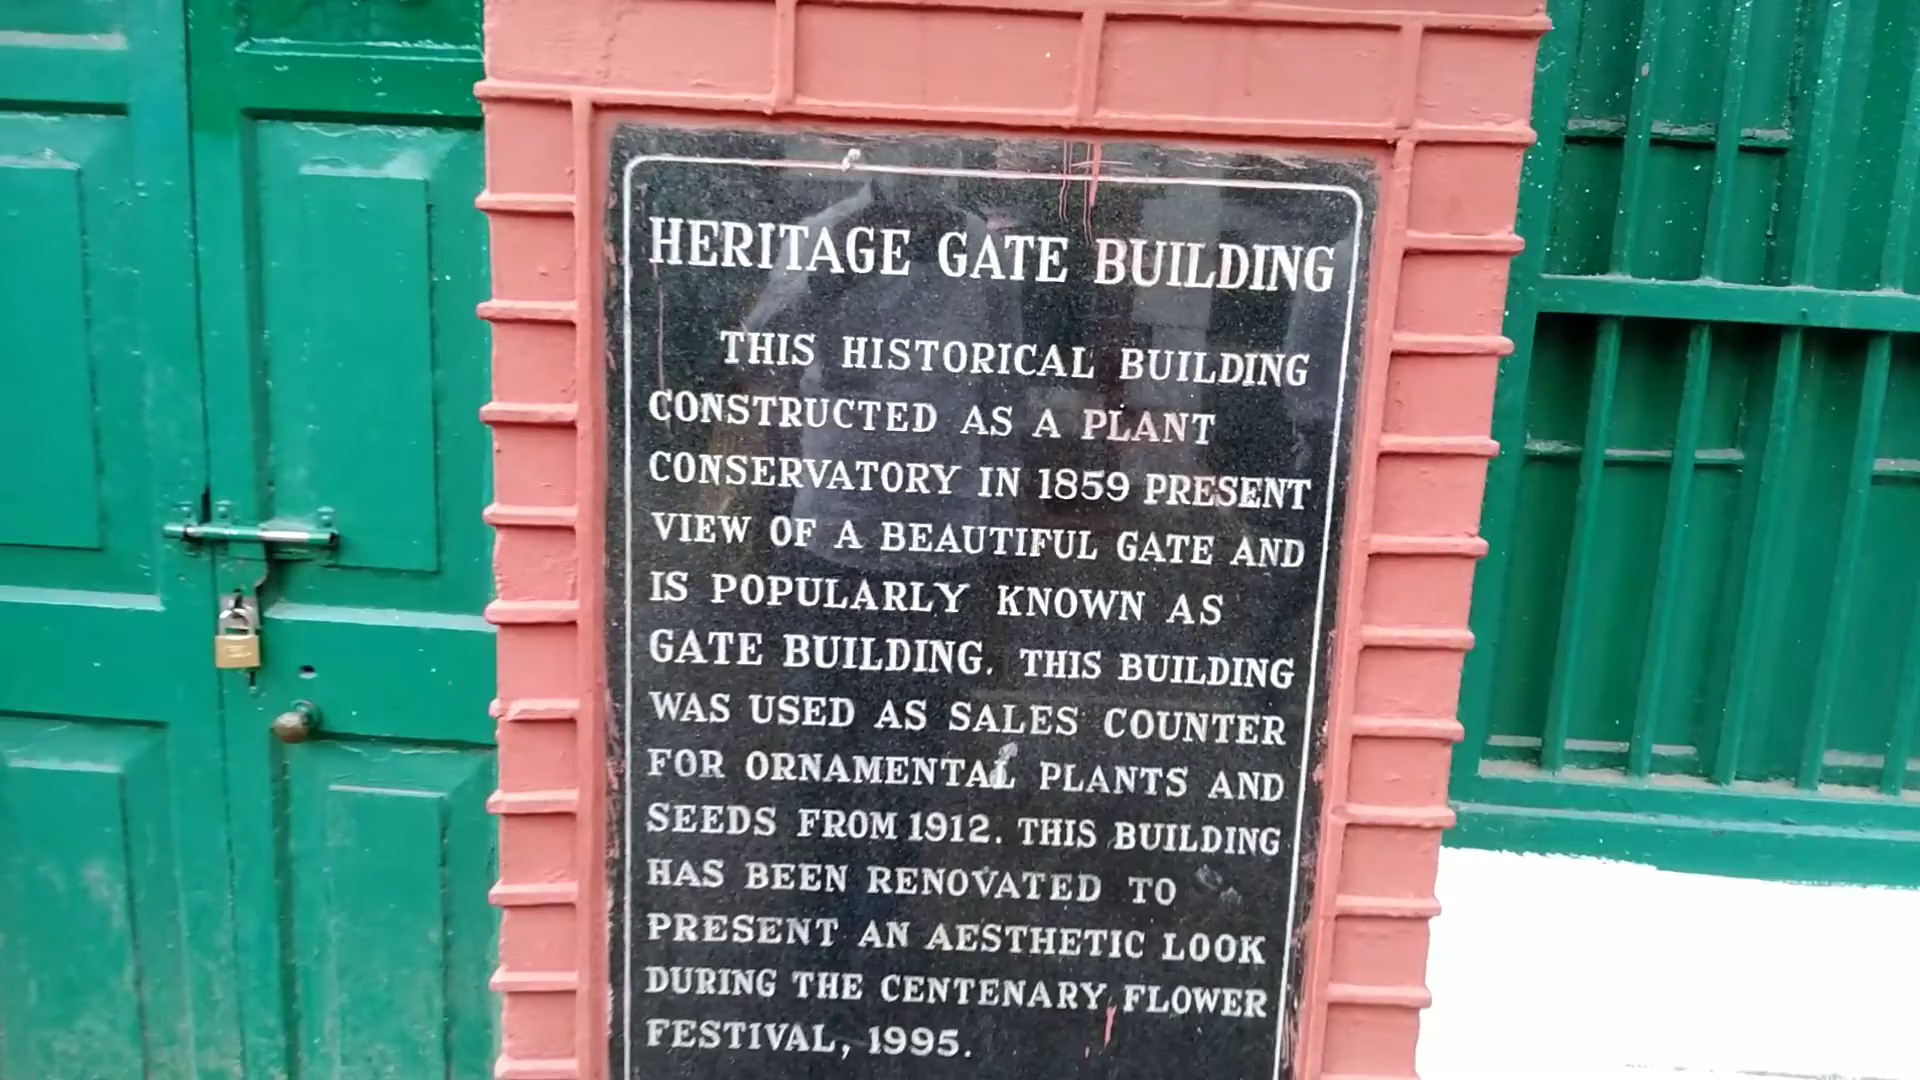 HERITAGE GATE BUILDING
THIS HISTORICAL BUILDING
CONSTRUCTED AS A PLANT
CONSERVATORY IN 1859 PRESENT
VIEW OF A BEAUTIFUL GATE AND
IS POPULARLY KNOWN AS
GATE BUILDING. THIS BUILDING
WAS USED AS SALES COUNTER
FOR ORNAMENTAL PLANTS AND
SEEDS FROM 1912. THIS BUILDING
HAS BEEN RENOVATED TO
PRESENT AN AESTHETIC LOOK
DURING THE CENTENARY FLOWER
FESTIVAL, 1995.